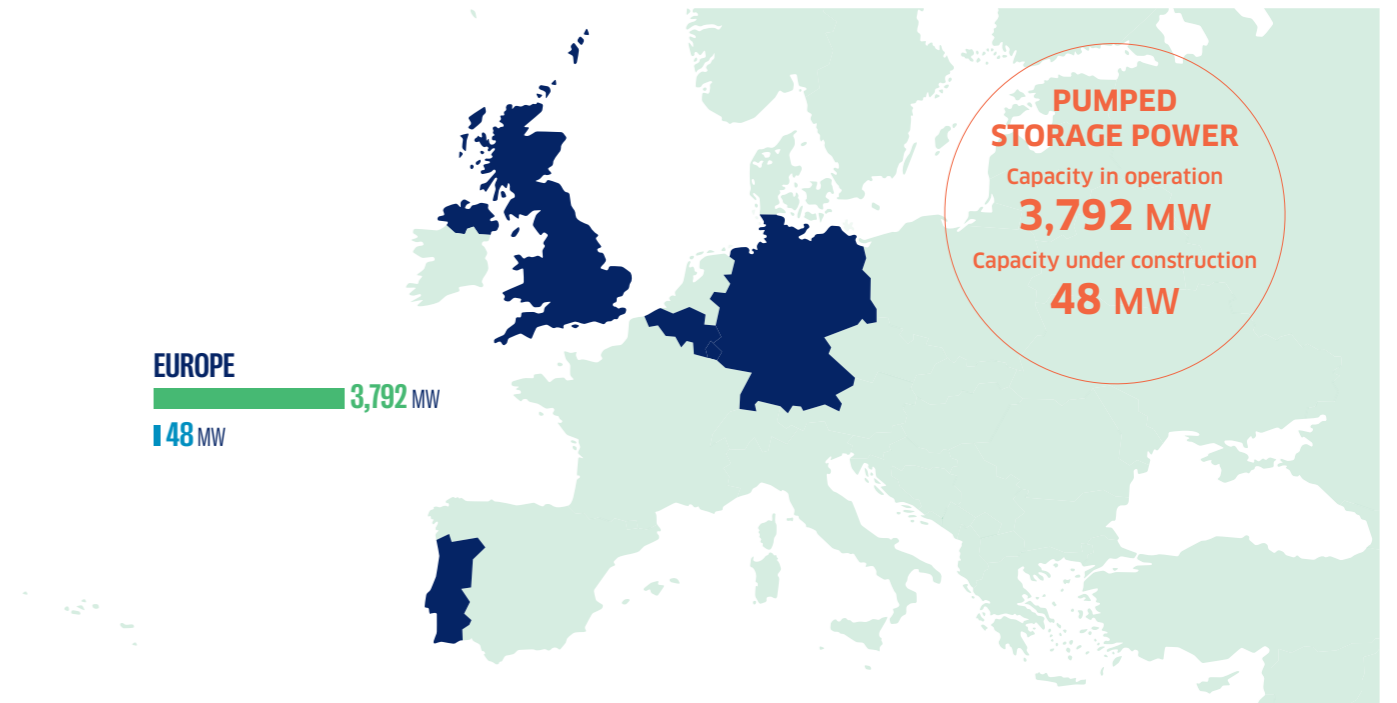 PUMPED
STORAGE POWER
Capacity in operation
3,792 MW
Capacity under construction
48 MW
EUROPE
3,792 MW
48 MW